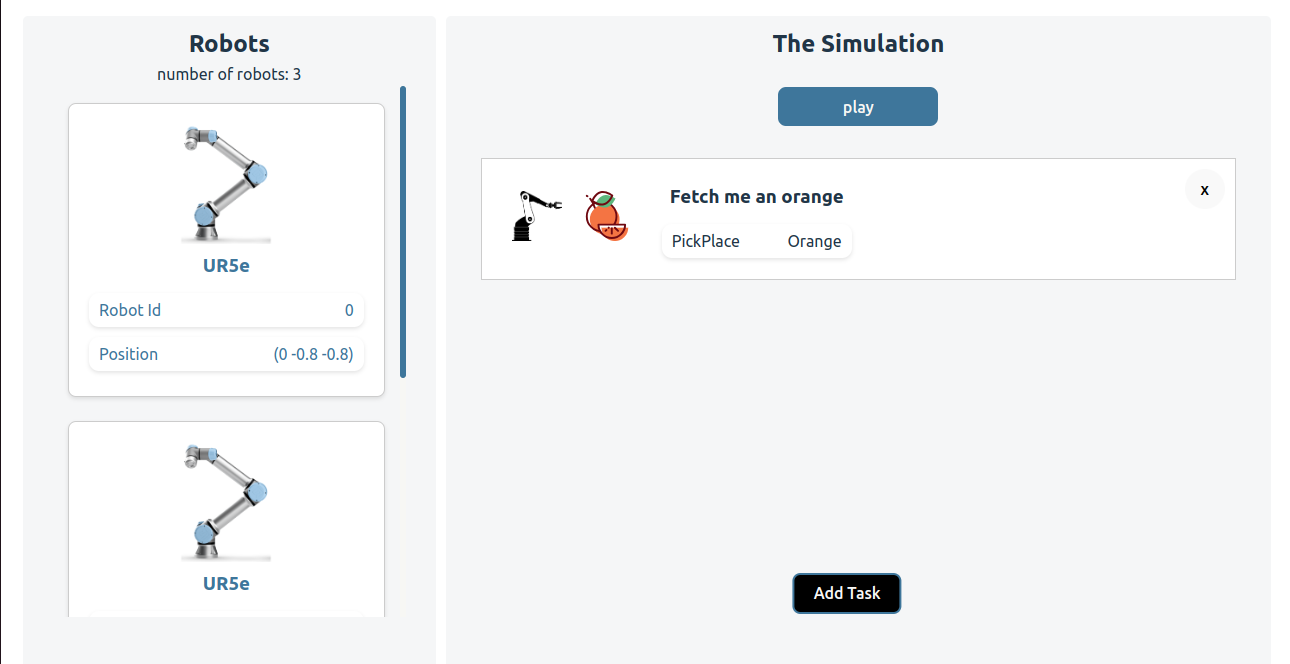 Robots
number of robots: 3
UR5e
Robot Id 0
Position (0 -0.8 -0.8)
UR5e
The Simulation
play
Fetch me an orange
x
PickPlace Orange
Add Task